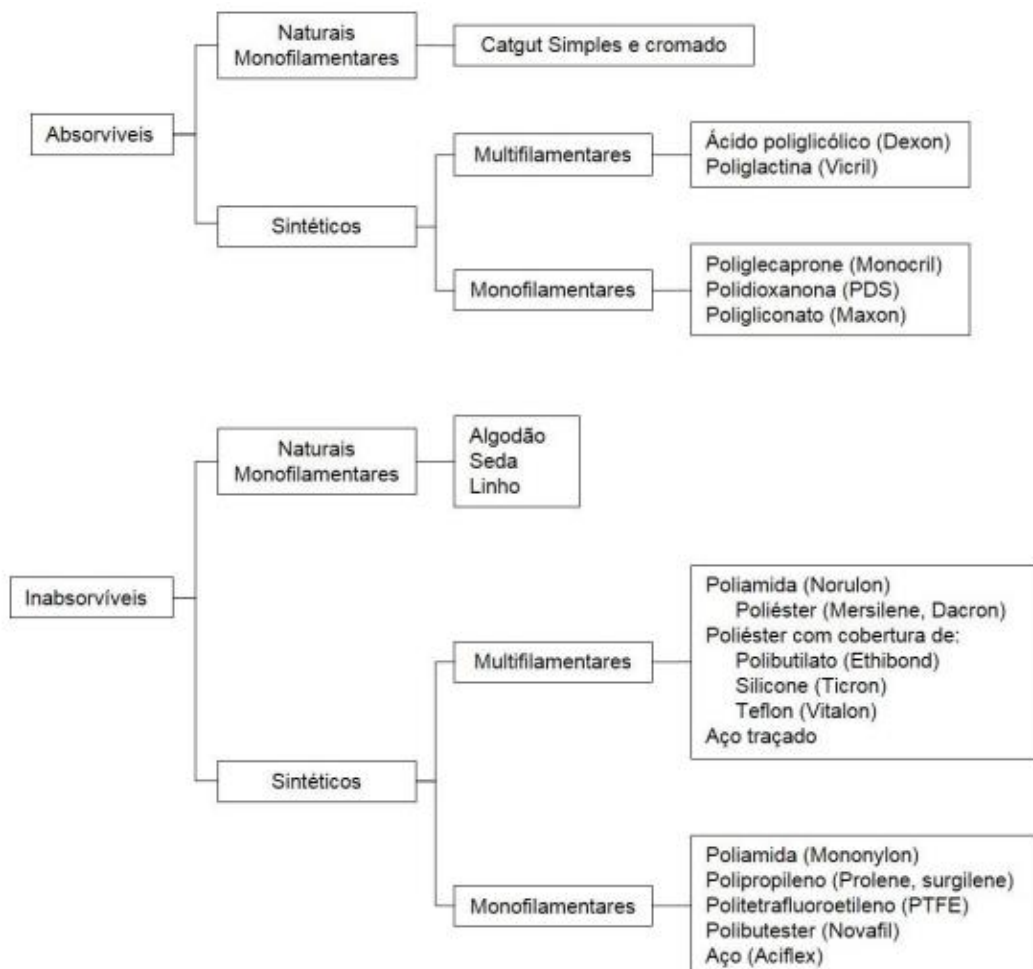 Naturais
Monofilamentares
Catgut Simples e cromado
Absorvíveis
Multifilamentares
Ácido poliglicólico (Dexon)
Poliglactina (Vicril)
Sintéticos
Monofilamentares
Poliglecaprone (Monocril)
Polidioxanona (PDS)
Poligliconato (Maxon)
Naturais
Monofilamentares
Algodão
Seda
Linho
Inabsorvíveis
Multifilamentares
Poliamida (Norulon)
Poliéster (Mersilene, Dacron)
Poliéster com cobertura de:
Polibutilato (Ethibond)
Silicone (Ticron)
Teflon (Vitalon)
Aço traçado
Sintéticos
Monofilamentares
Poliamida (Mononylon)
Polipropileno (Prolene, surgilene)
Politetrafluoroetileno (PTFE)
Polibutester (Novafil)
Aço (Aciflex)